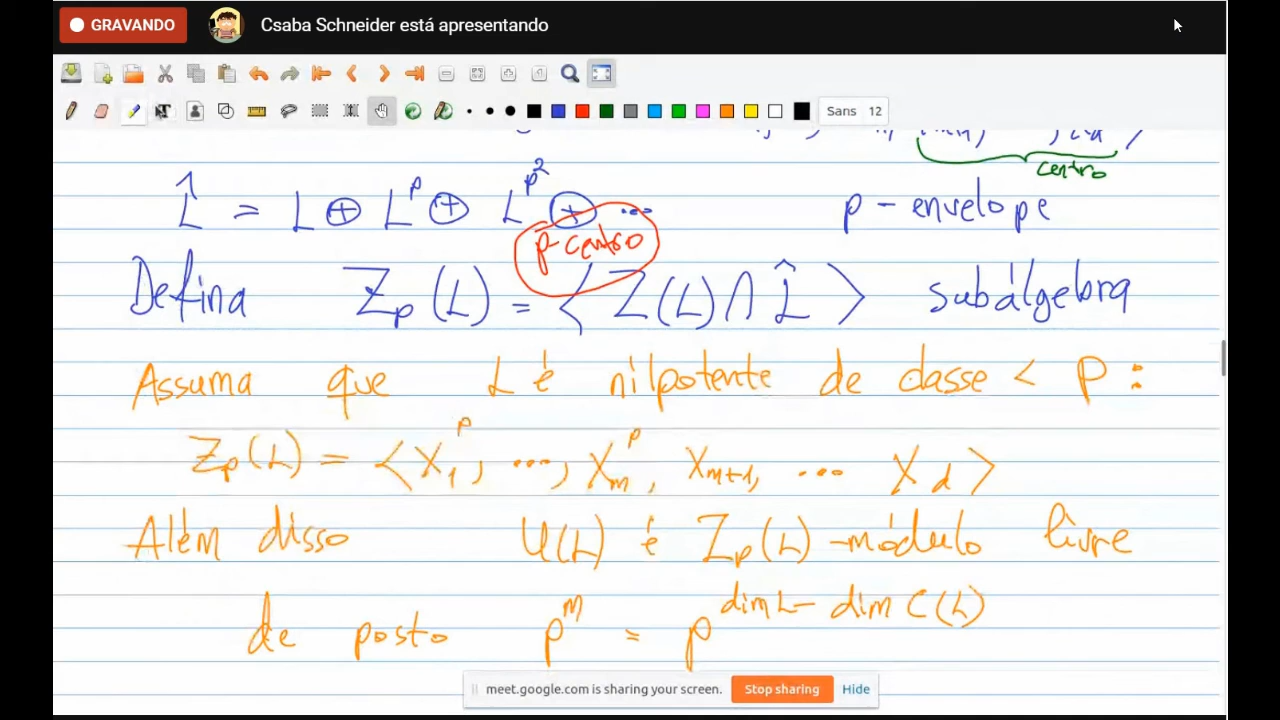 GRAVANDO Csaba Schneider está apresentando
Sans 12
centro
L̂ = L ⊕ L^p ⊕ L^{p^2} ⊕ ... p-envelope
p-centro
Defina Z_p(L) = < Z(L) ∩ L̂ > subálgebra
Assuma que L é nilpotente de classe < p:
Z_p(L) = < x_1^p, ..., x_m^p, x_{m+1}, ... x_d >
Além disso U(L) é Z_p(L)-módulo livre
de posto p^m = p^{dim L - dim C(L)}
meet.google.com is sharing your screen. Stop sharing Hide